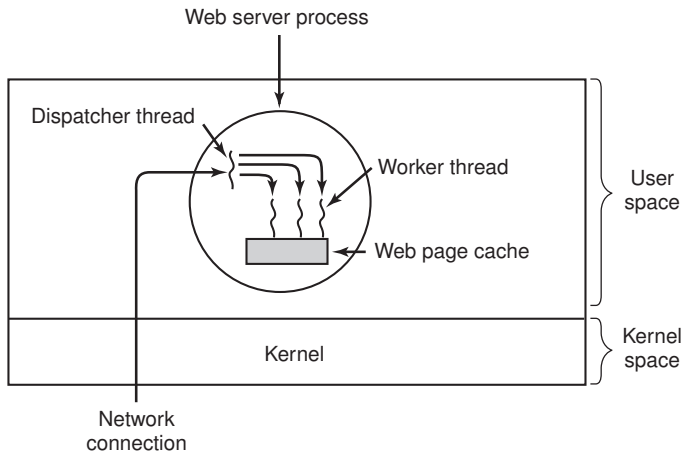 Web server process
Dispatcher thread
Worker thread
User
space
Web page cache
Kernel
Kernel
space
Network
connection